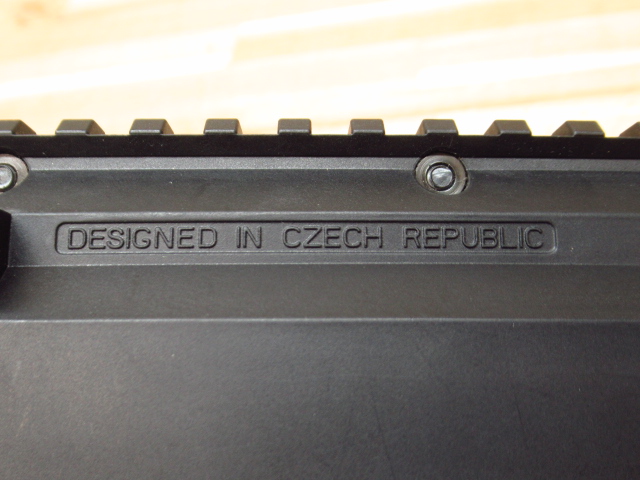 DESIGNED IN CZECH REPUBLIC